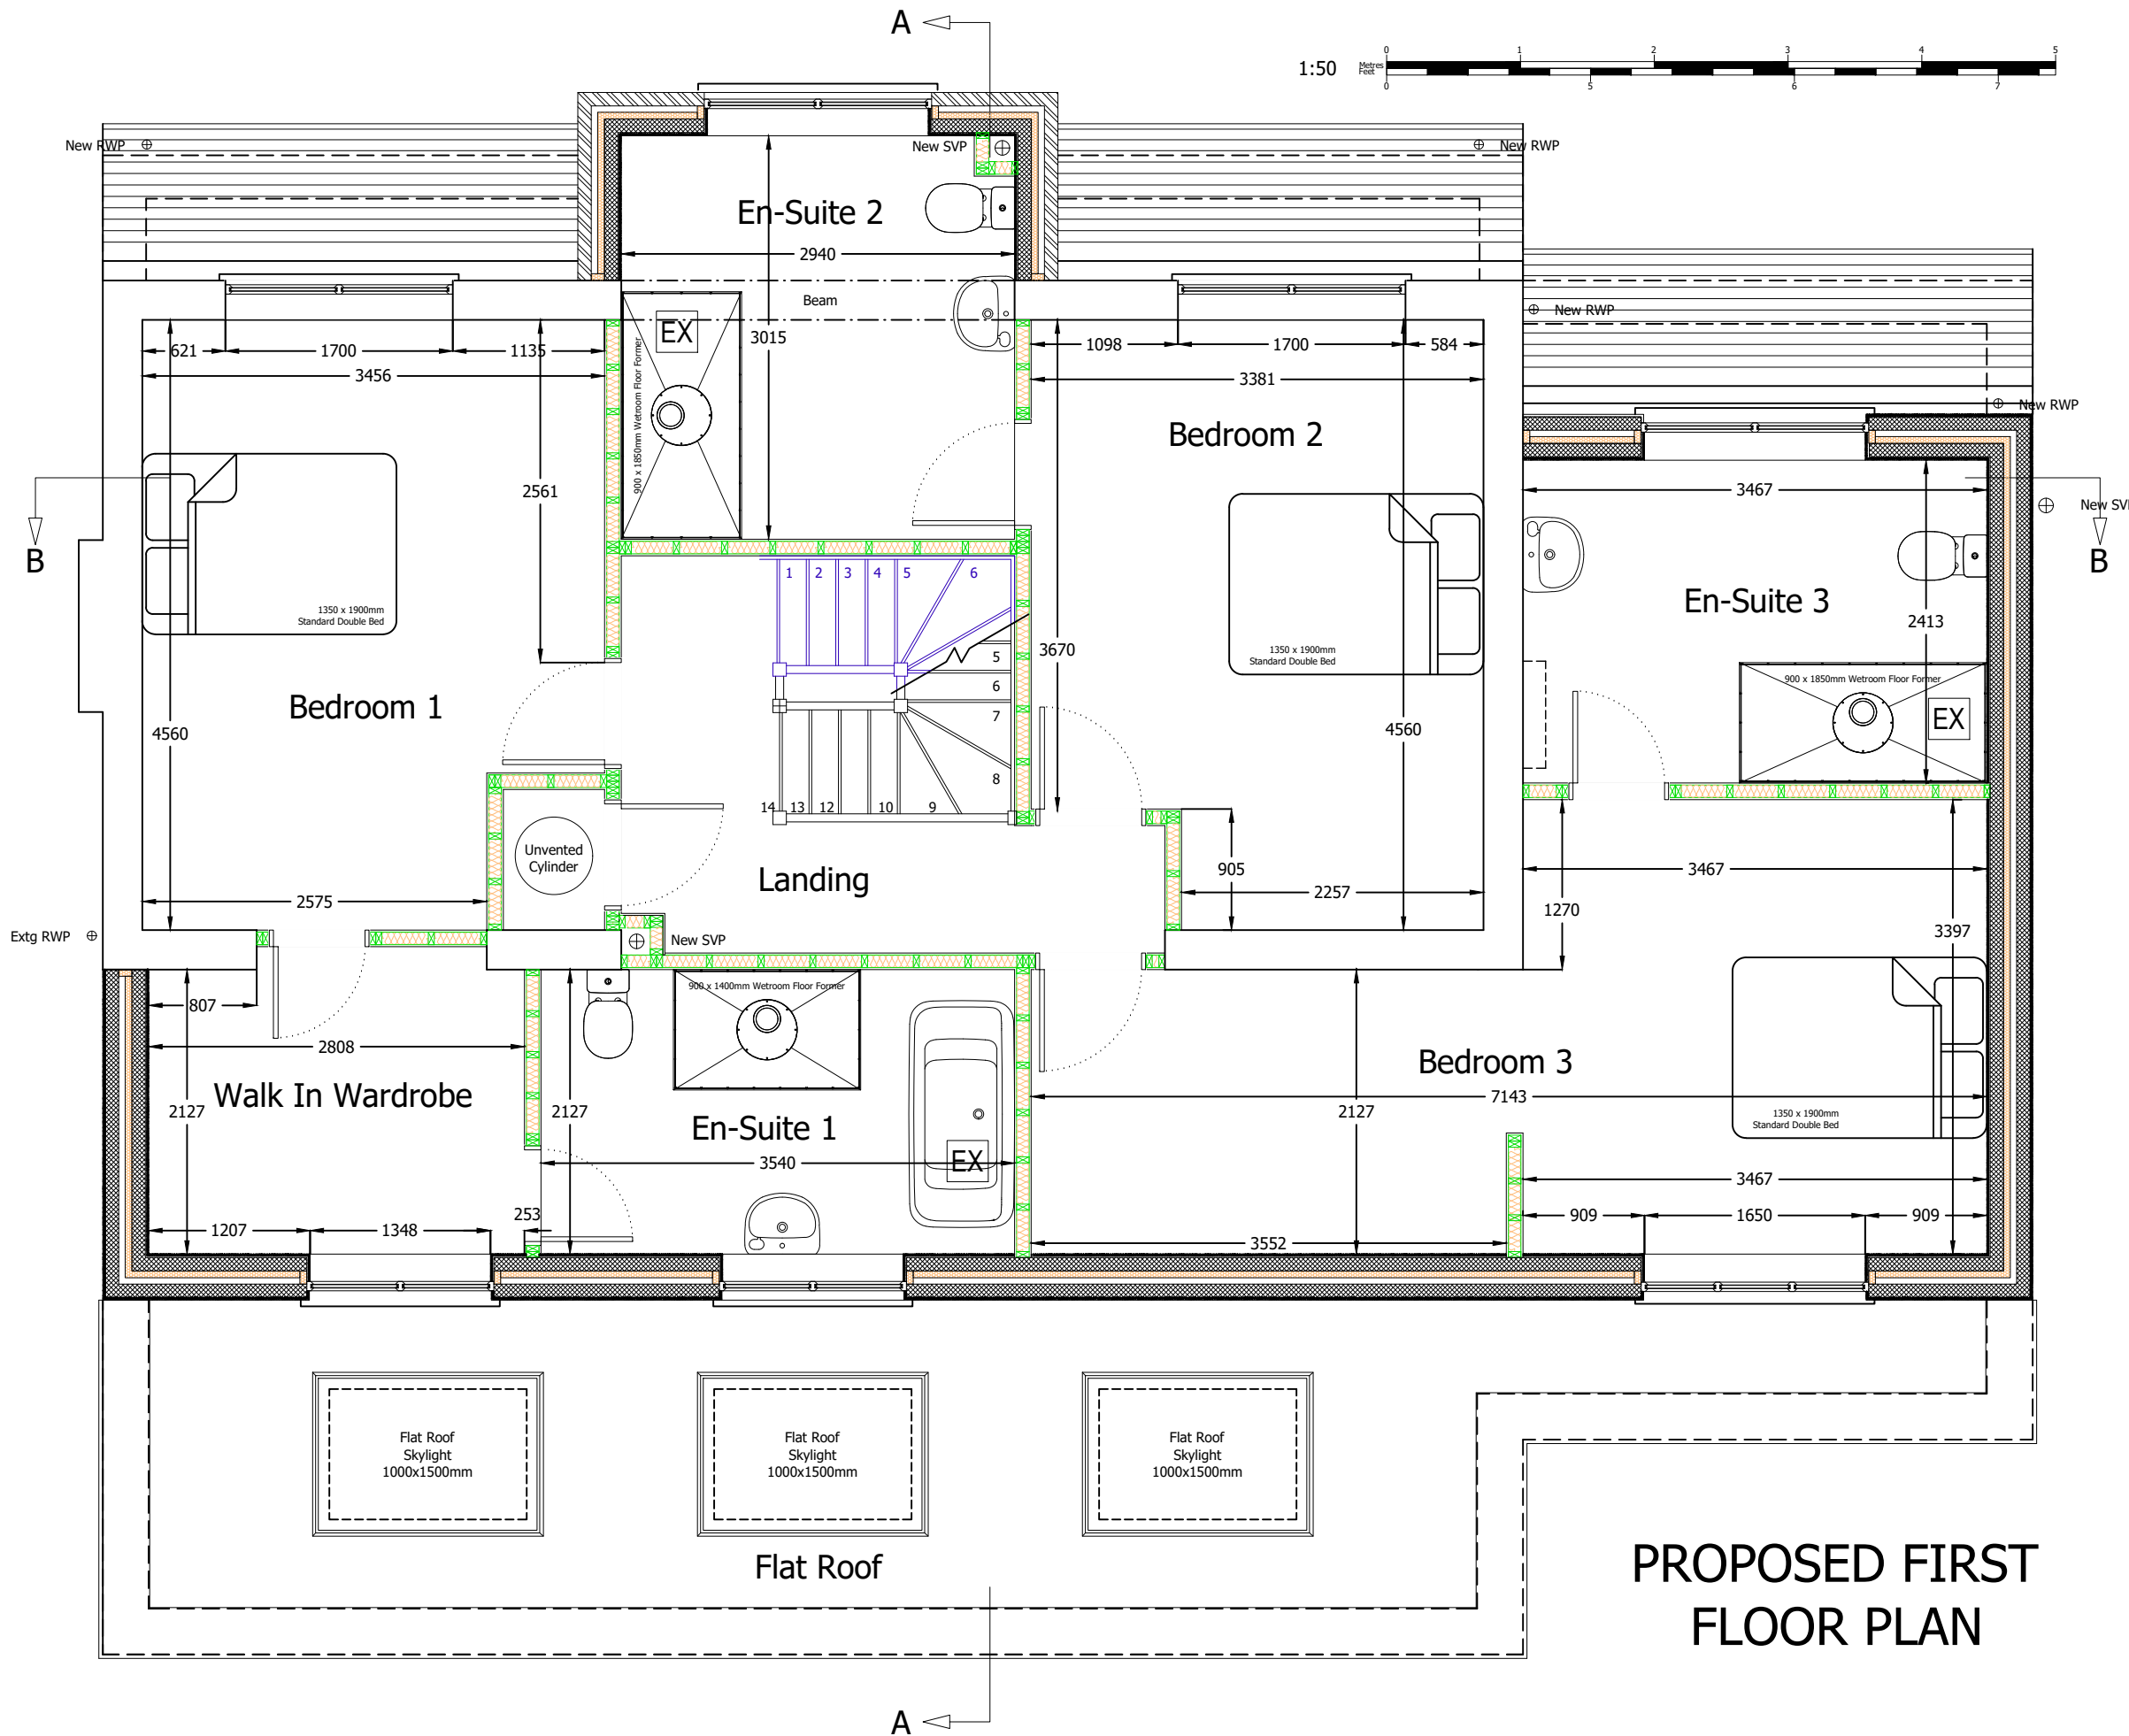 A
1:50
Metres
Feet
0
1
2
3
4
5
0
5
6
7
New RWP
New SVP
New RWP
En-Suite 2
2940
Beam
New RWP
EX
3015
900 x 1850mm Wetroom Floor Former
621
1700
1135
3456
1098
1700
584
3381
New RWP
Bedroom 2
2561
3467
New SV
B
B
1350 x 1900mm
Standard Double Bed
1
2
3
4
5
6
En-Suite 3
2413
3670
1350 x 1900mm
Standard Double Bed
5
6
7
8
900 x 1850mm Wetroom Floor Former
EX
Bedroom 1
4560
4560
14
13
12
10
9
Unvented
Cylinder
Landing
905
2257
3467
2575
1270
3397
Extg RWP
New SVP
807
900 x 1400mm Wetroom Floor Former
2808
Walk In Wardrobe
2127
2127
En-Suite 1
3540
EX
2127
Bedroom 3
7143
1350 x 1900mm
Standard Double Bed
3467
1207
1348
253
3552
909
1650
909
Flat Roof
Skylight
1000x1500mm
Flat Roof
Skylight
1000x1500mm
Flat Roof
Skylight
1000x1500mm
Flat Roof
PROPOSED FIRST
FLOOR PLAN
A